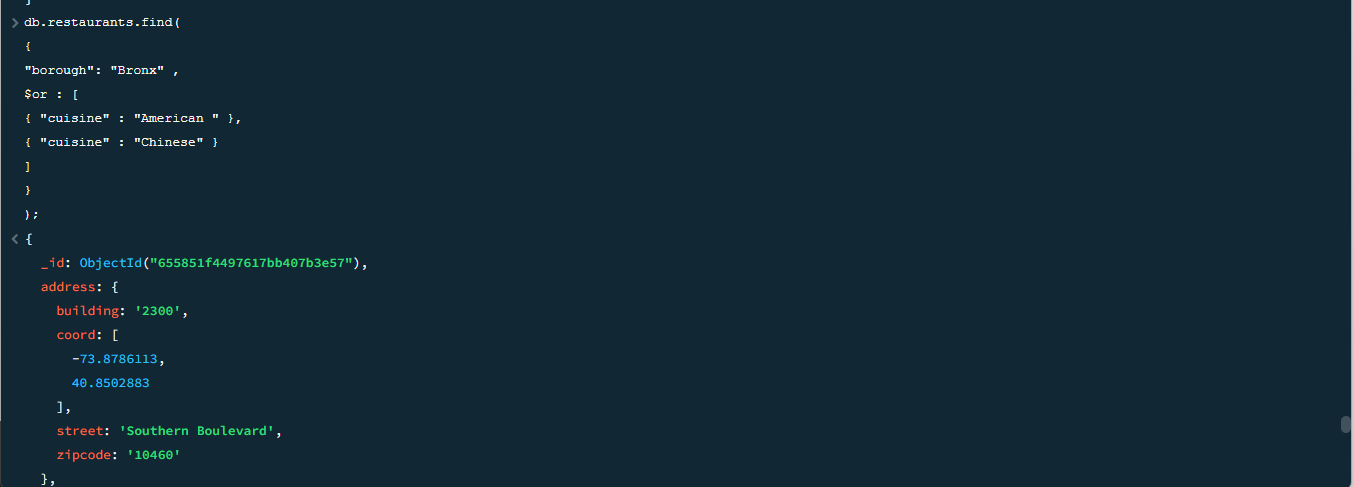 db.restaurants.find(
{
"borough": "Bronx" ,
$or : [
{ "cuisine" : "American " },
{ "cuisine" : "Chinese" }
]
}
);
{
_id: ObjectId("655851f4497617bb407b3e57"),
address: {
building: '2300',
coord: [
-73.8786113,
40.8502883
],
street: 'Southern Boulevard',
zipcode: '10460'
},